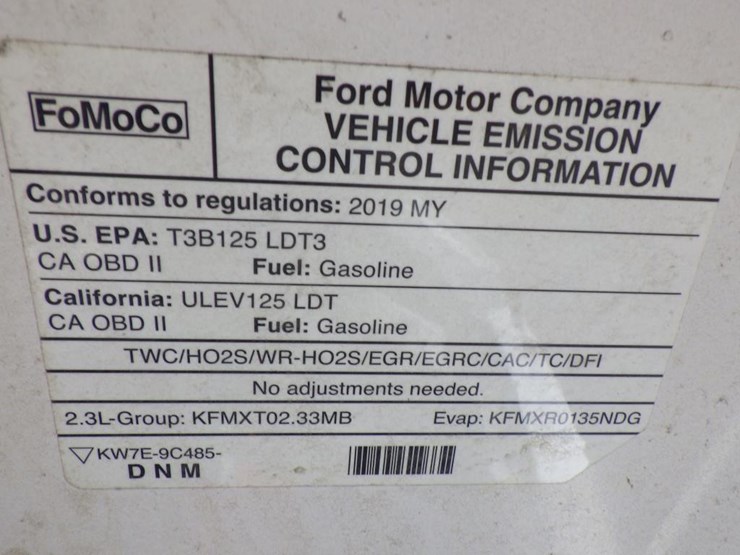 FoMoCo
Ford Motor Company
VEHICLE EMISSION
CONTROL INFORMATION
Conforms to regulations: 2019 MY
U.S. EPA: T3B125 LDT3
CA OBD II Fuel: Gasoline
California: ULEV125 LDT
CA OBD II Fuel: Gasoline
TWC/HO2S/WR-HO2S/EGR/EGRC/CAC/TC/DFI
No adjustments needed.
2.3L-Group: KFMXT02.33MB Evap: KFMXR0135NDG
KW7E-9C485-
DNM